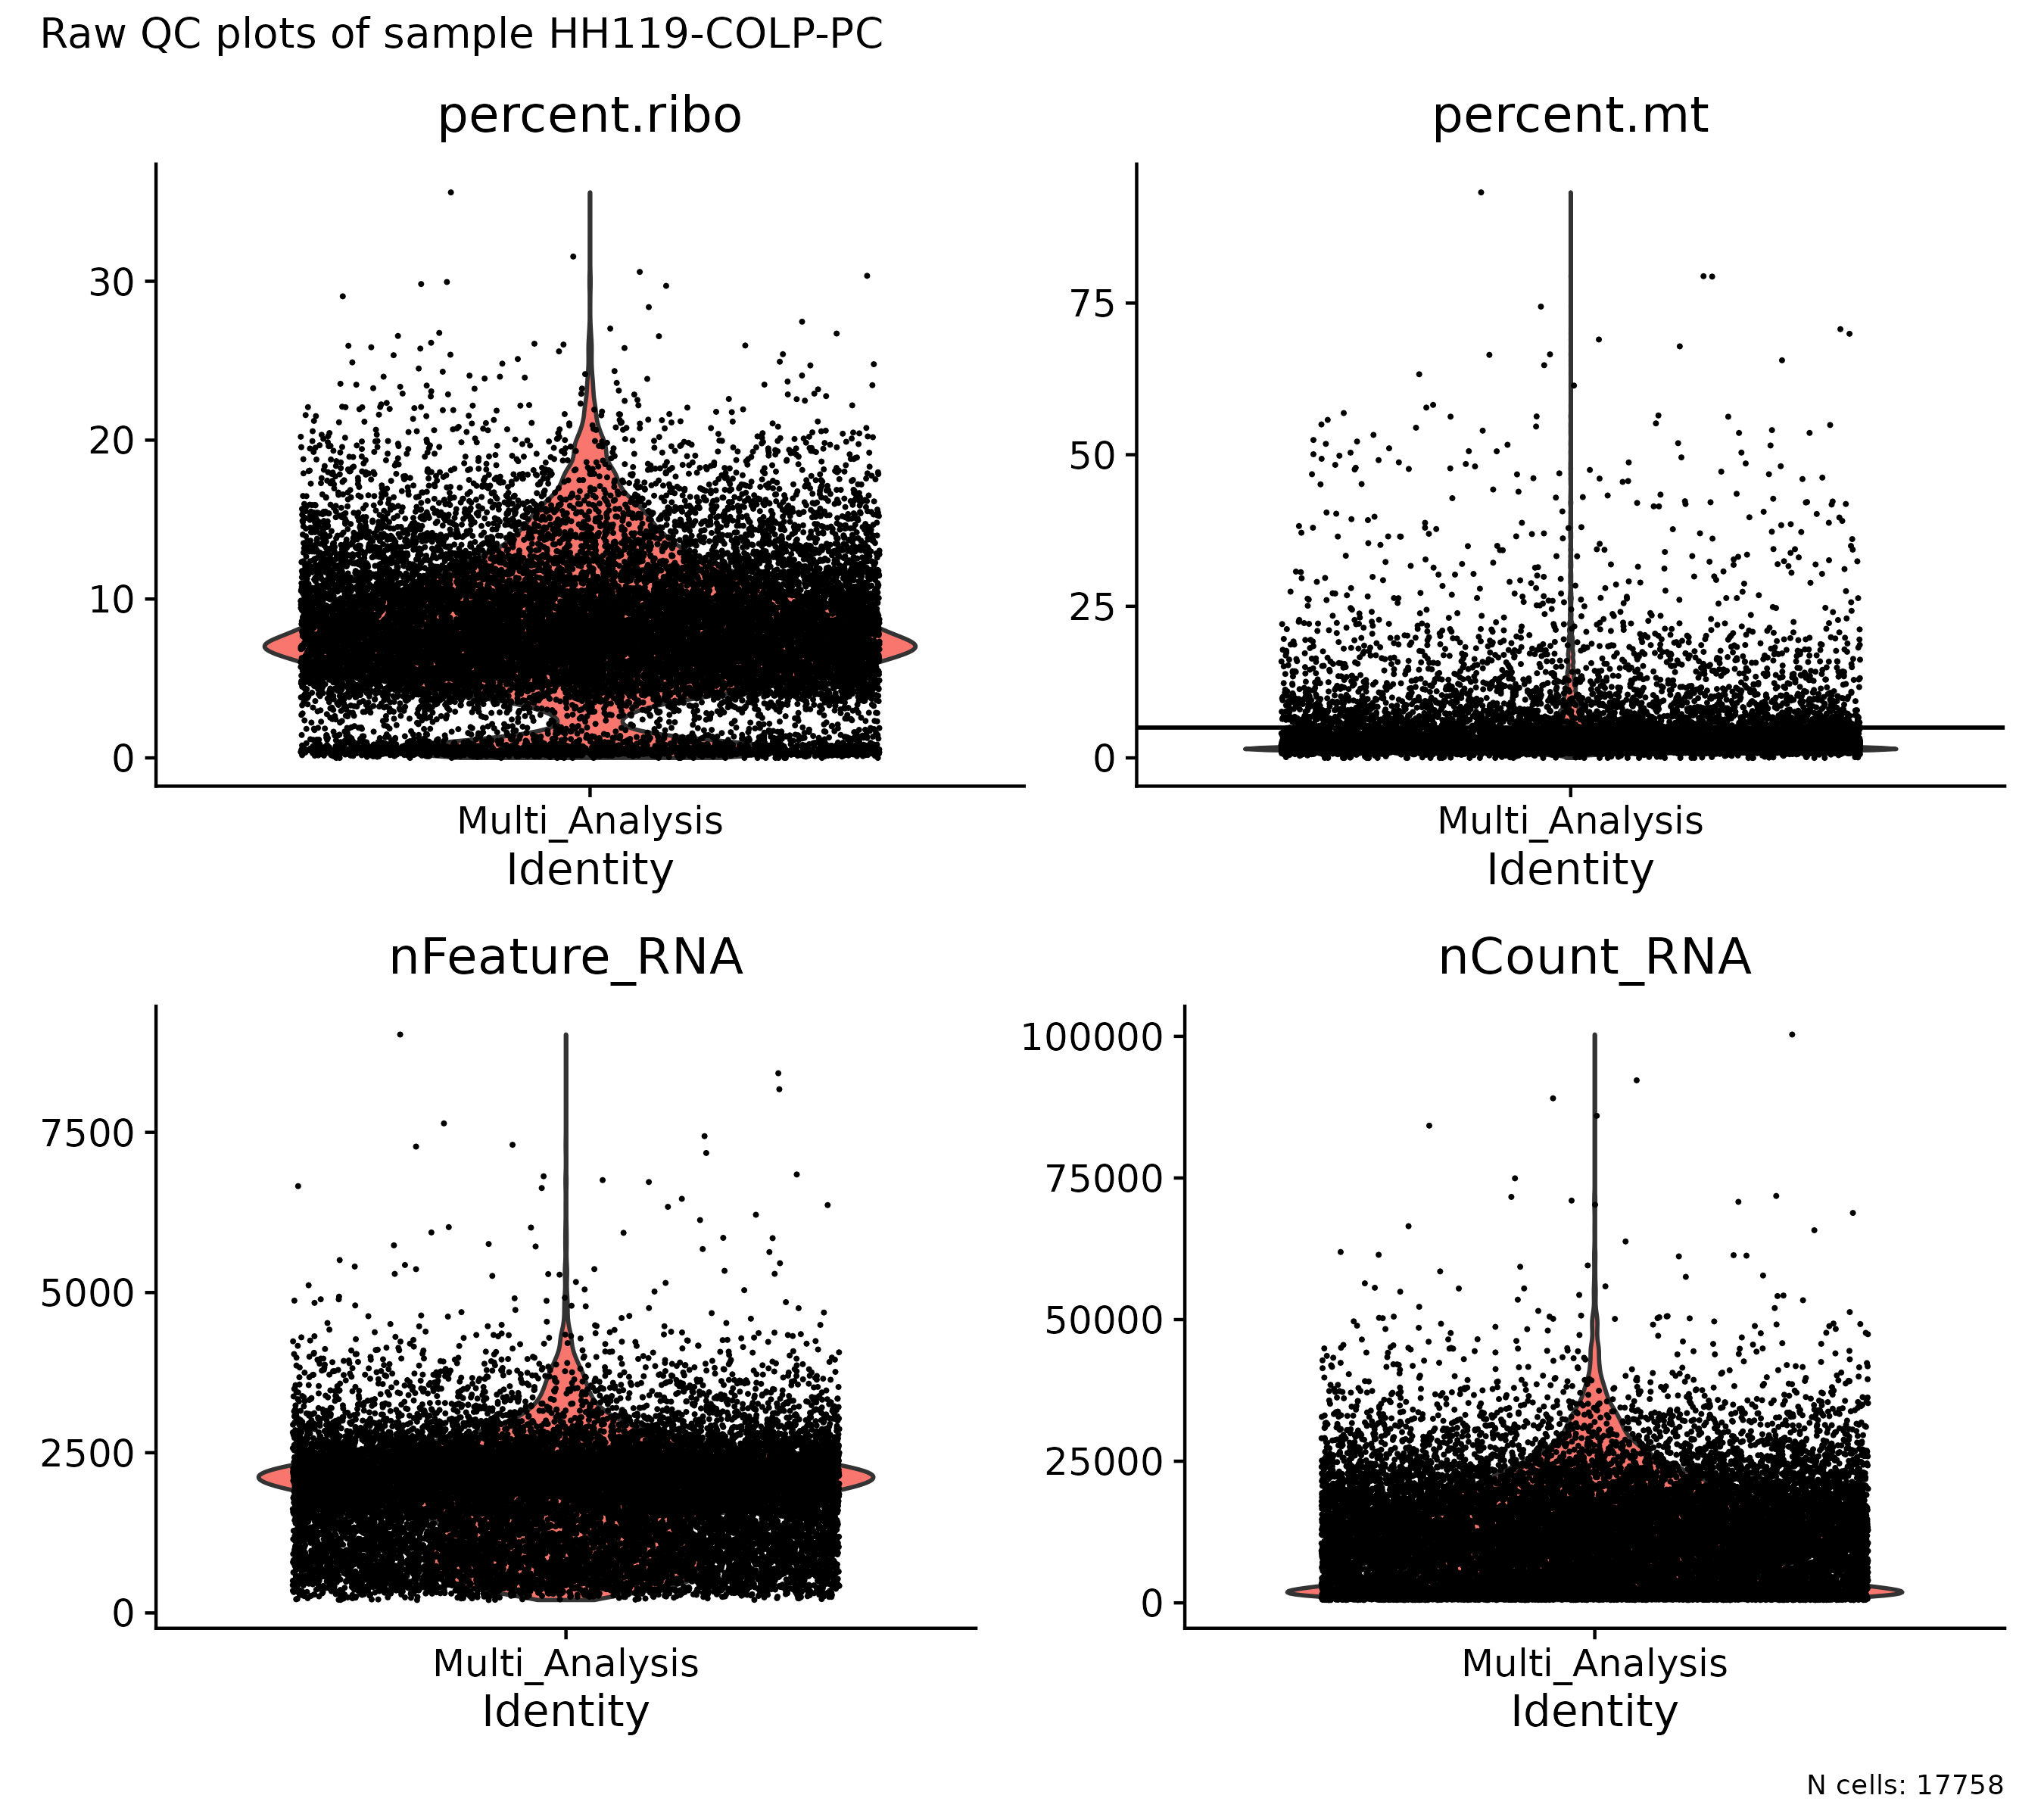 Raw QC plots of sample HH119-COLP-PC
percent.ribo
30
20
10
0
Multi_Analysis
Identity
percent.mt
75
50
25
0
Multi_Analysis
Identity
nFeature_RNA
7500
5000
2500
0
Multi_Analysis
Identity
nCount_RNA
100000
75000
50000
25000
0
Multi_Analysis
Identity
N cells: 17758